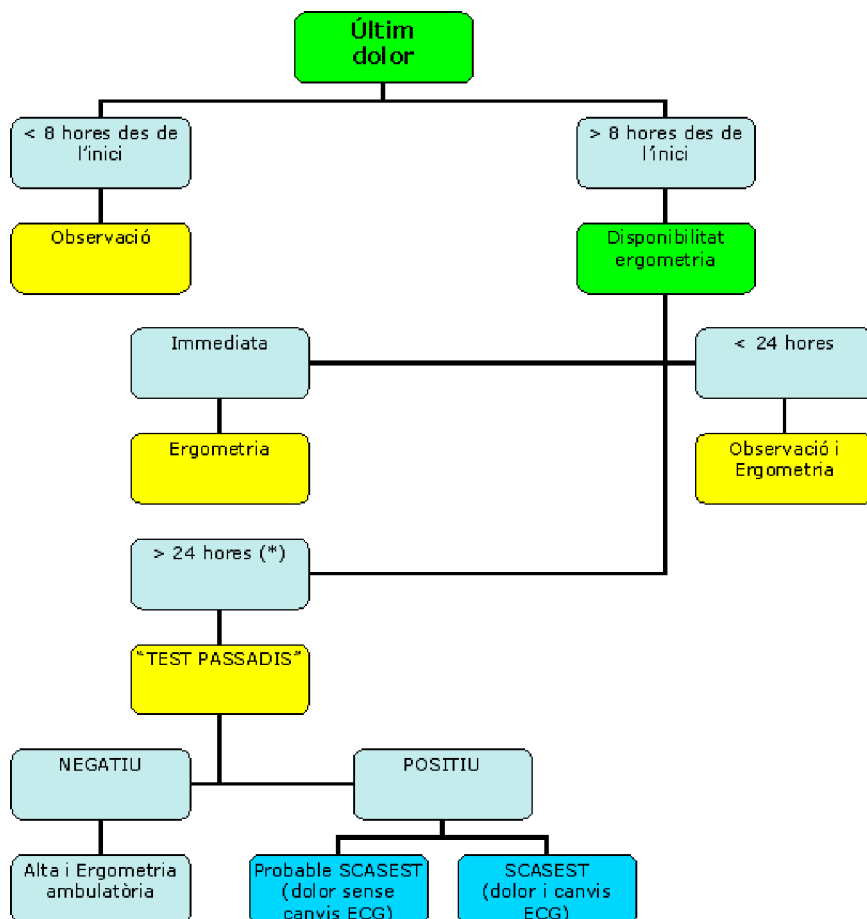 Últim
dolor
< 8 hores des de
l'inici
> 8 hores des de
l'inici
Observació
Disponibilitat
ergometria
Immediata
< 24 hores
Ergometria
Observació i
Ergometria
> 24 hores (*)
"TEST PASSADIS"
NEGATIU
POSITIU
Alta i Ergometria
ambulatòria
Probable SCASEST
(dolor sense
canvis ECG)
SCASEST
(dolor i canvis
ECG)